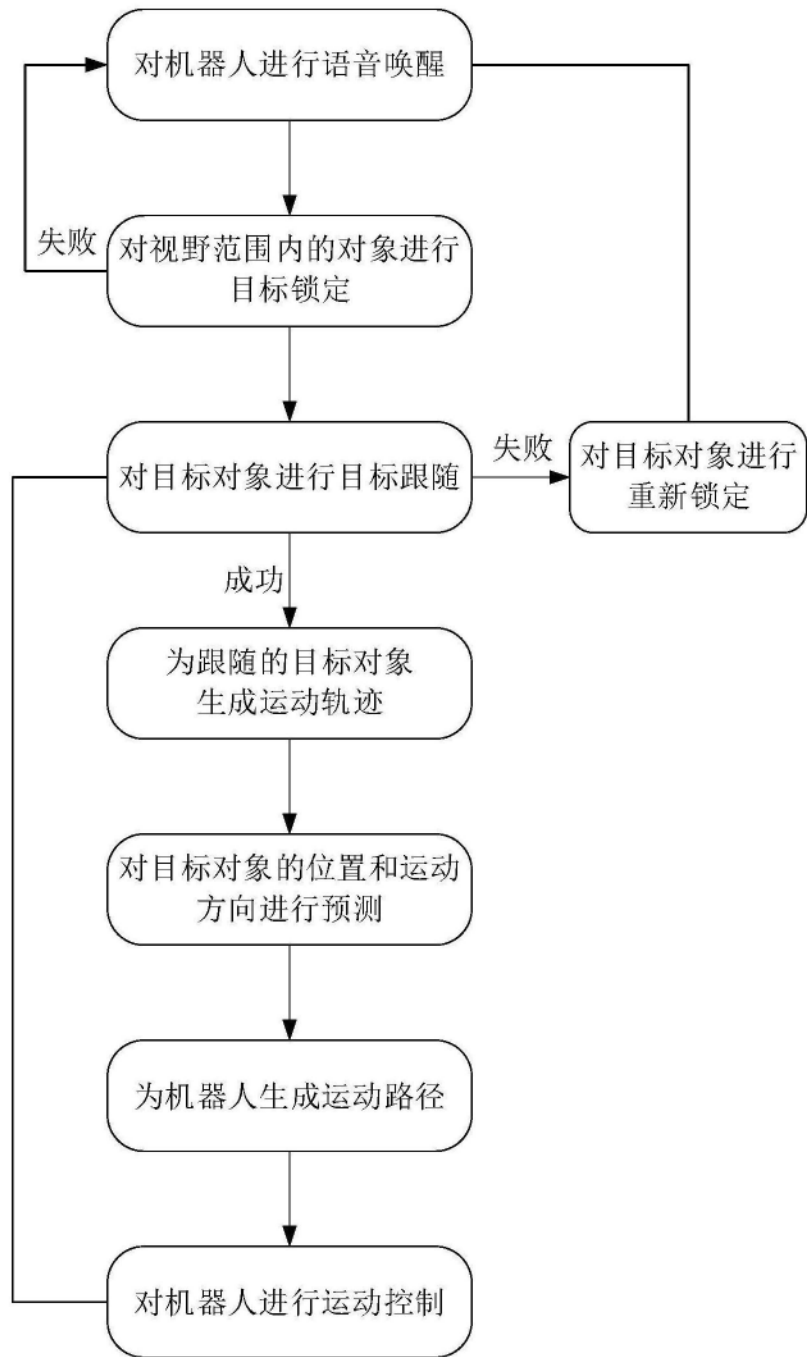 对机器人进行语音唤醒
失败
对视野范围内的对象进行
目标锁定
对目标对象进行目标跟随
失败
对目标对象进行
重新锁定
成功
为跟随的目标对象
生成运动轨迹
对目标对象的位置和运动
方向进行预测
为机器人生成运动路径
对机器人进行运动控制